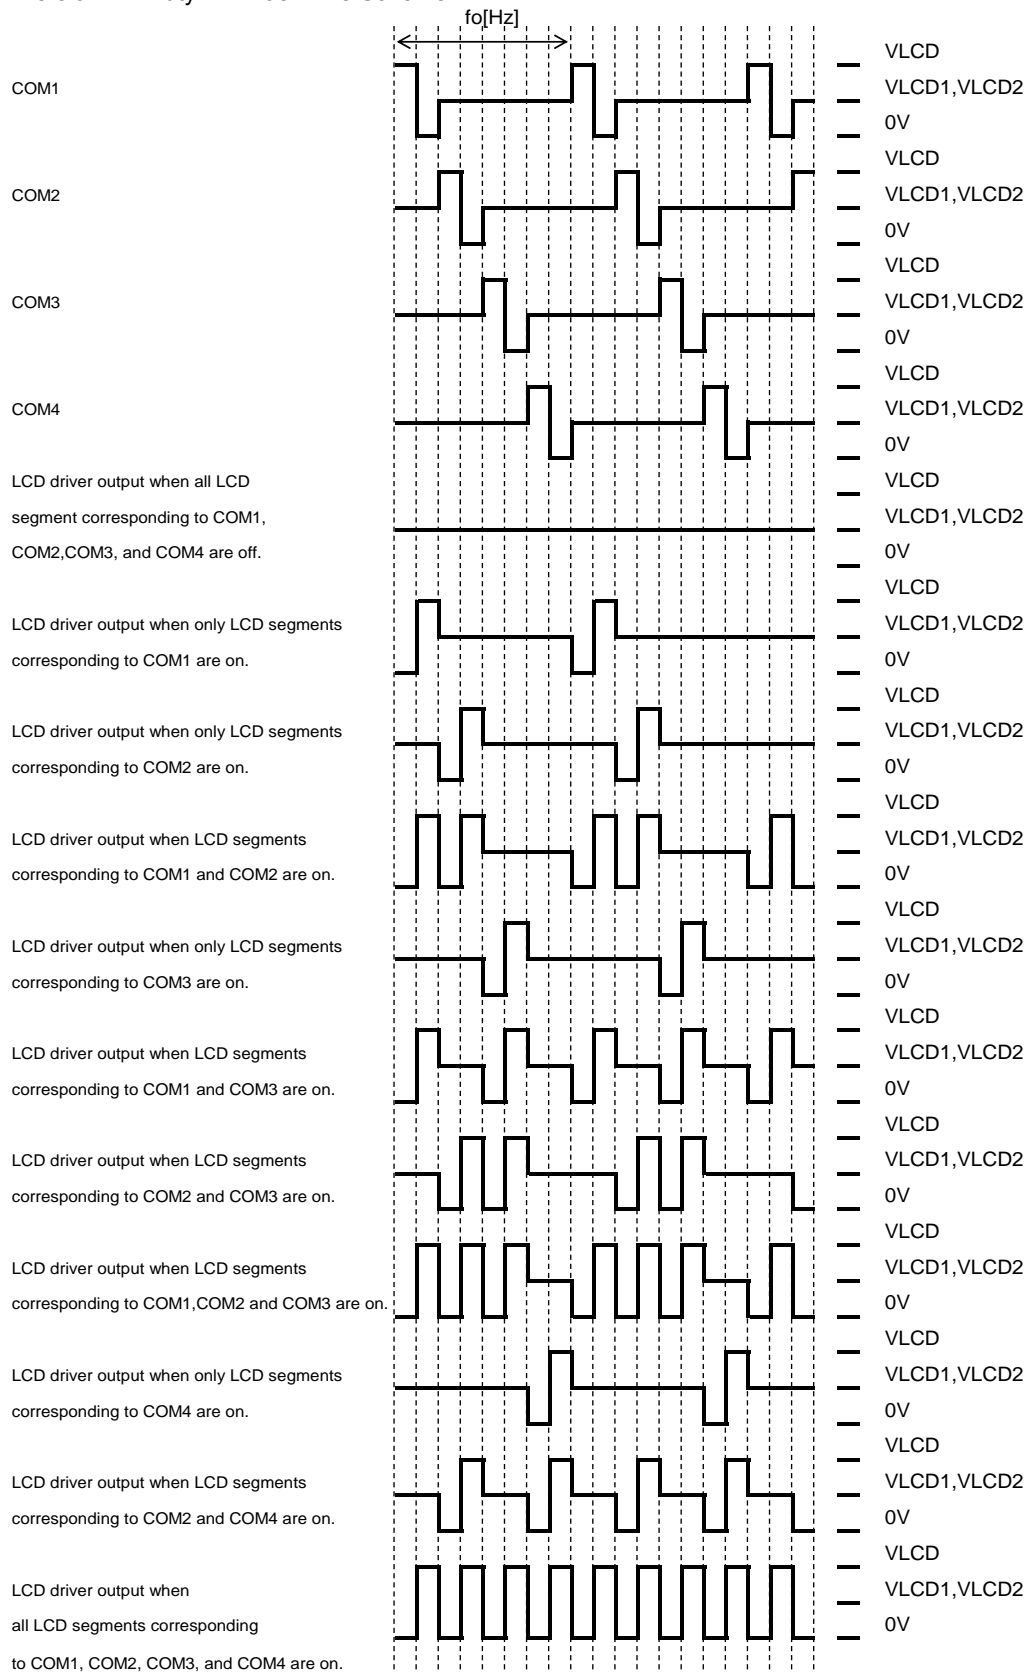 fo[Hz]
VLCD
COM1
VLCD1,VLCD2
0V
VLCD
COM2
VLCD1,VLCD2
0V
VLCD
COM3
VLCD1,VLCD2
0V
VLCD
COM4
VLCD1,VLCD2
0V
LCD driver output when all LCD
segment corresponding to COM1,
COM2,COM3, and COM4 are off.
VLCD
VLCD1,VLCD2
0V
VLCD
LCD driver output when only LCD segments
corresponding to COM1 are on.
VLCD1,VLCD2
0V
VLCD
LCD driver output when only LCD segments
corresponding to COM2 are on.
VLCD1,VLCD2
0V
VLCD
LCD driver output when LCD segments
corresponding to COM1 and COM2 are on.
VLCD1,VLCD2
0V
VLCD
LCD driver output when only LCD segments
corresponding to COM3 are on.
VLCD1,VLCD2
0V
VLCD
LCD driver output when LCD segments
corresponding to COM1 and COM3 are on.
VLCD1,VLCD2
0V
VLCD
LCD driver output when LCD segments
corresponding to COM2 and COM3 are on.
VLCD1,VLCD2
0V
VLCD
LCD driver output when LCD segments
corresponding to COM1,COM2 and COM3 are on.
VLCD1,VLCD2
0V
VLCD
LCD driver output when only LCD segments
corresponding to COM4 are on.
VLCD1,VLCD2
0V
VLCD
LCD driver output when LCD segments
corresponding to COM2 and COM4 are on.
VLCD1,VLCD2
0V
VLCD
LCD driver output when
all LCD segments corresponding
to COM1, COM2, COM3, and COM4 are on.
VLCD1,VLCD2
0V